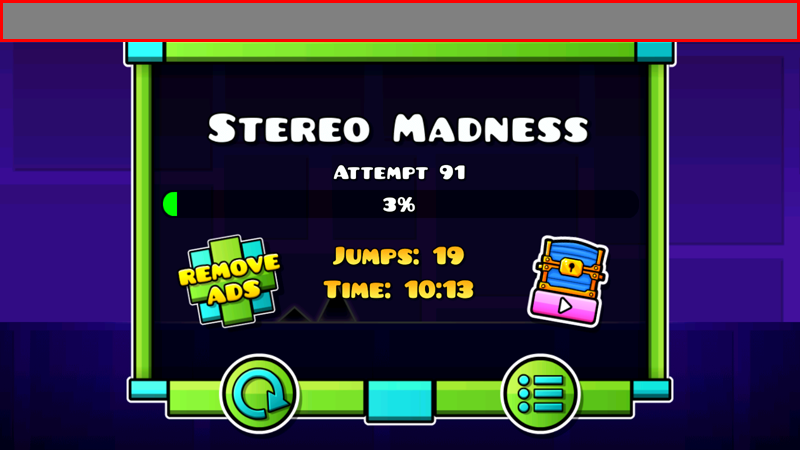 Stereo Madness
Attempt 91
3%
Jumps: 19
Time: 10:13
REMOVE
ADS